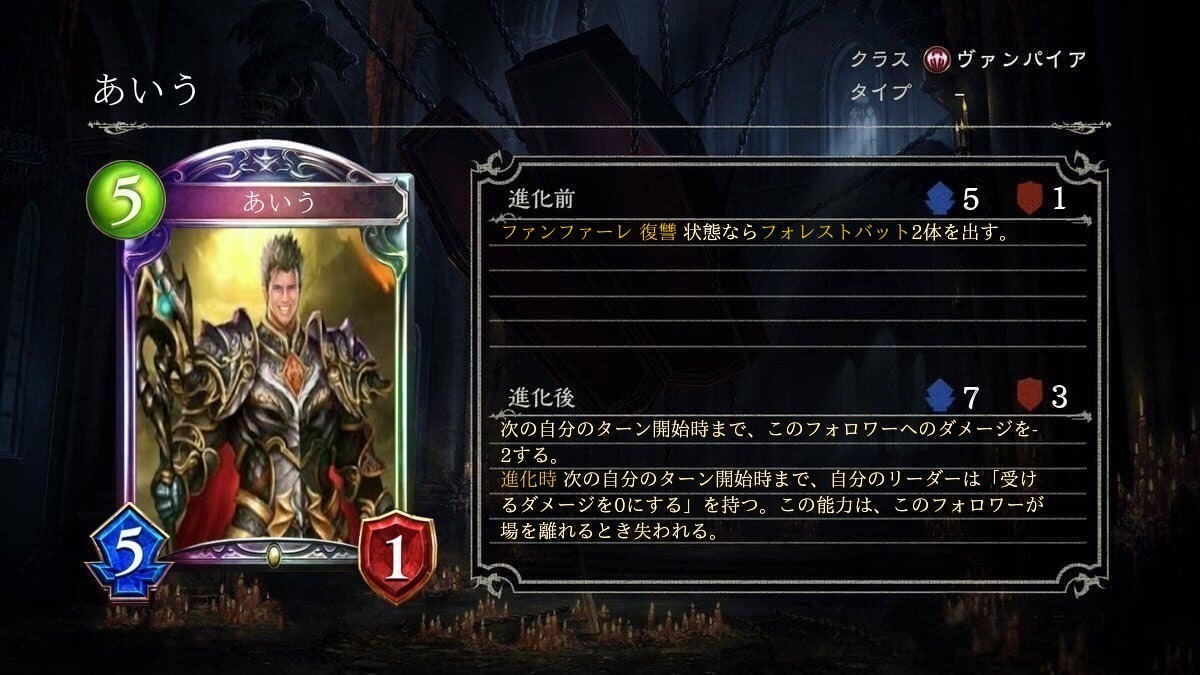 あいう
クラス ヴァンパイア
タイプ -
5
あいう
5
1
進化前 5 1
ファンファーレ 復讐 状態ならフォレストバット2体を出す。
進化後 7 3
次の自分のターン開始時まで、このフォロワーへのダメージを-
2する。
進化時 次の自分のターン開始時まで、自分のリーダーは「受け
るダメージを0にする」を持つ。この能力は、このフォロワーが
場を離れるとき失われる。